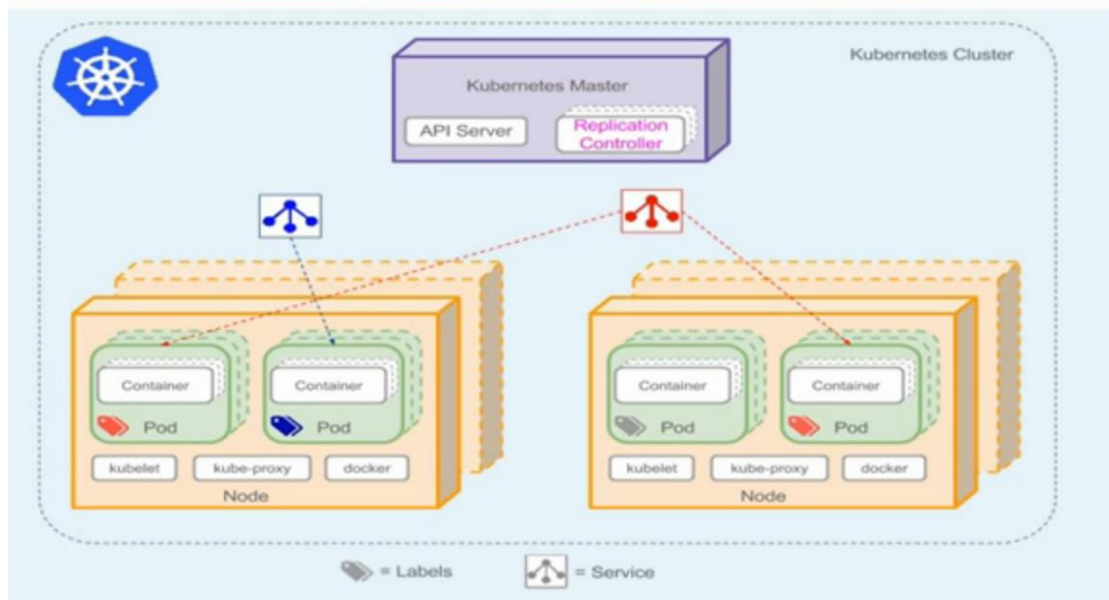 Kubernetes Cluster
Kubernetes Master
API Server
Replication
Controller
Container
Pod
Container
Pod
kubelet
kube-proxy
docker
Node
Container
Pod
Container
Pod
kubelet
kube-proxy
docker
Node
= Labels
= Service